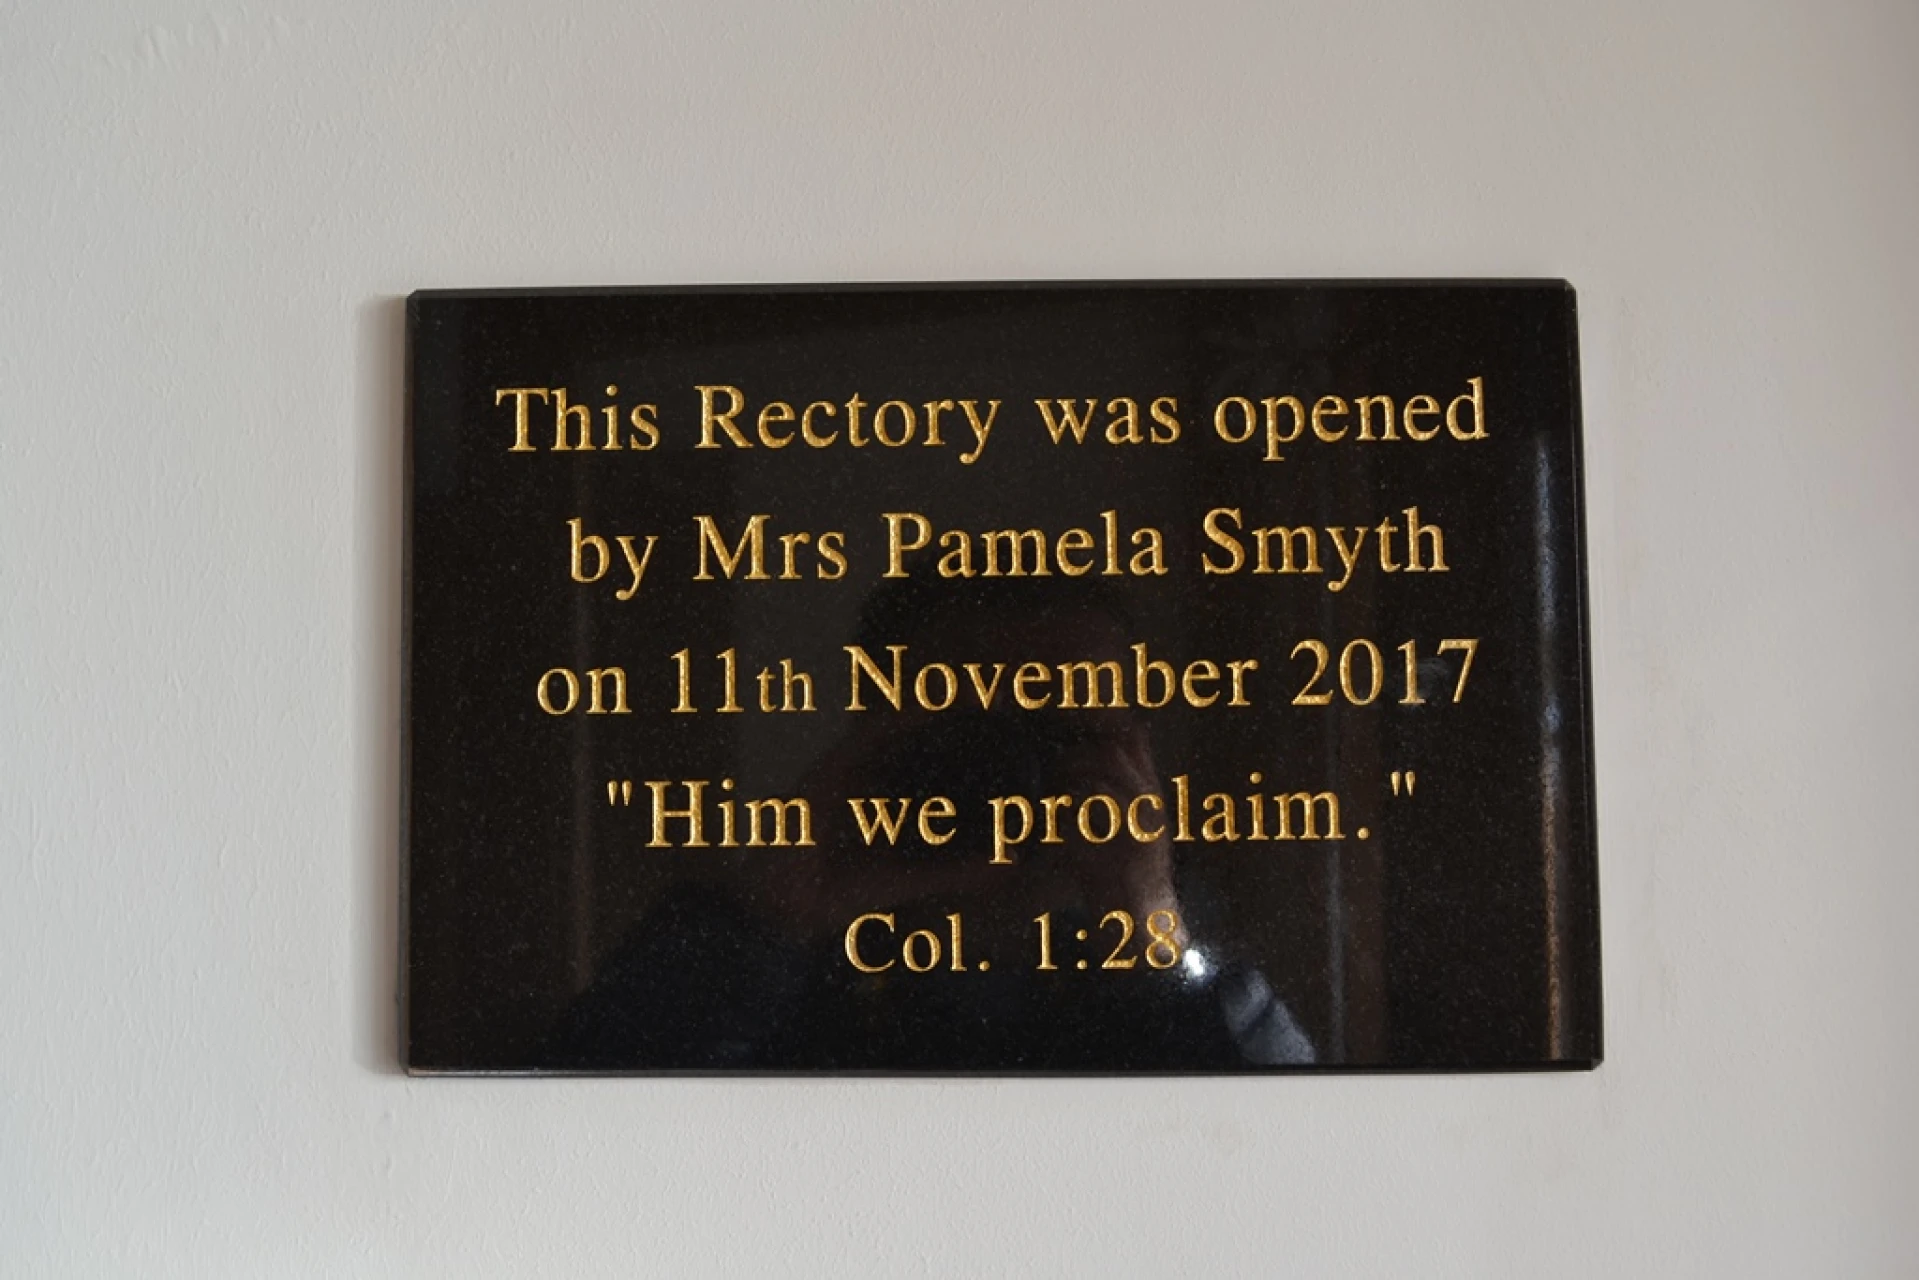 This Rectory was opened
by Mrs Pamela Smyth
on 11th November 2017
"Him we proclaim. "
Col. 1:28